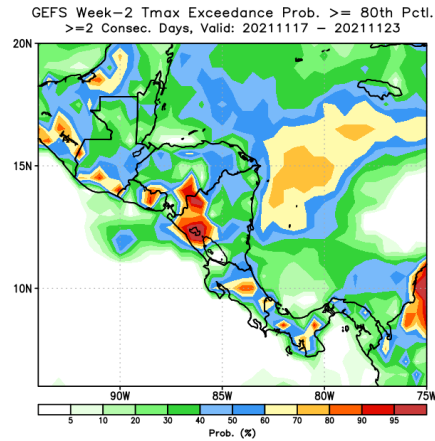 GEFS Week-2 Tmax Exceedance Prob. >= 80th Pctl.
>=2 Consec. Days, Valid: 20211117 - 20211123
20N
15N
10N
90W 85W 80W 75W
5 10 20 30 40 50 60 70 80 90 95
Prob. (%)